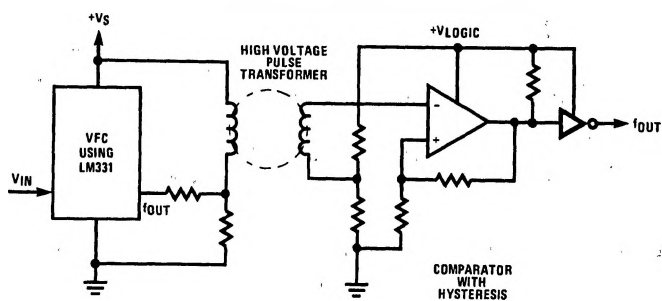 +VS
HIGH VOLTAGE
PULSE
TRANSFORMER
+VLOGIC
VFC
USING
LM331
VIN
fOUT
-
+
fOUT
COMPARATOR
WITH
HYSTERESIS